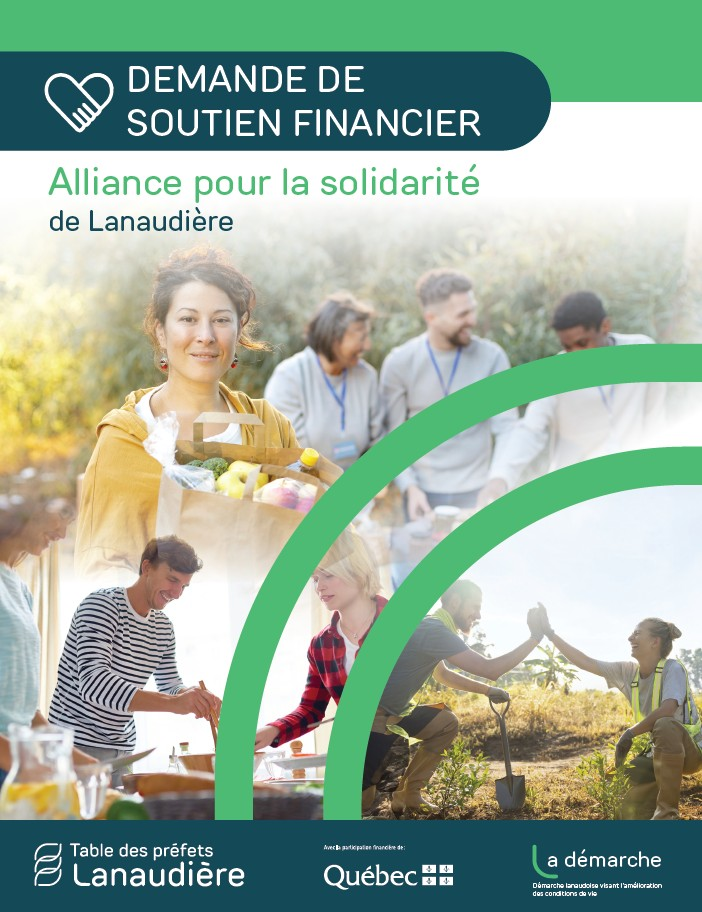 DEMANDE DE
SOUTIEN FINANCIER
Alliance pour la solidarité
de Lanaudière
Table des préfets
Lanaudière
Avec la participation financière de :
Québec
La démarche
Démarche lanaudoise visant l'amélioration
des conditions de vie